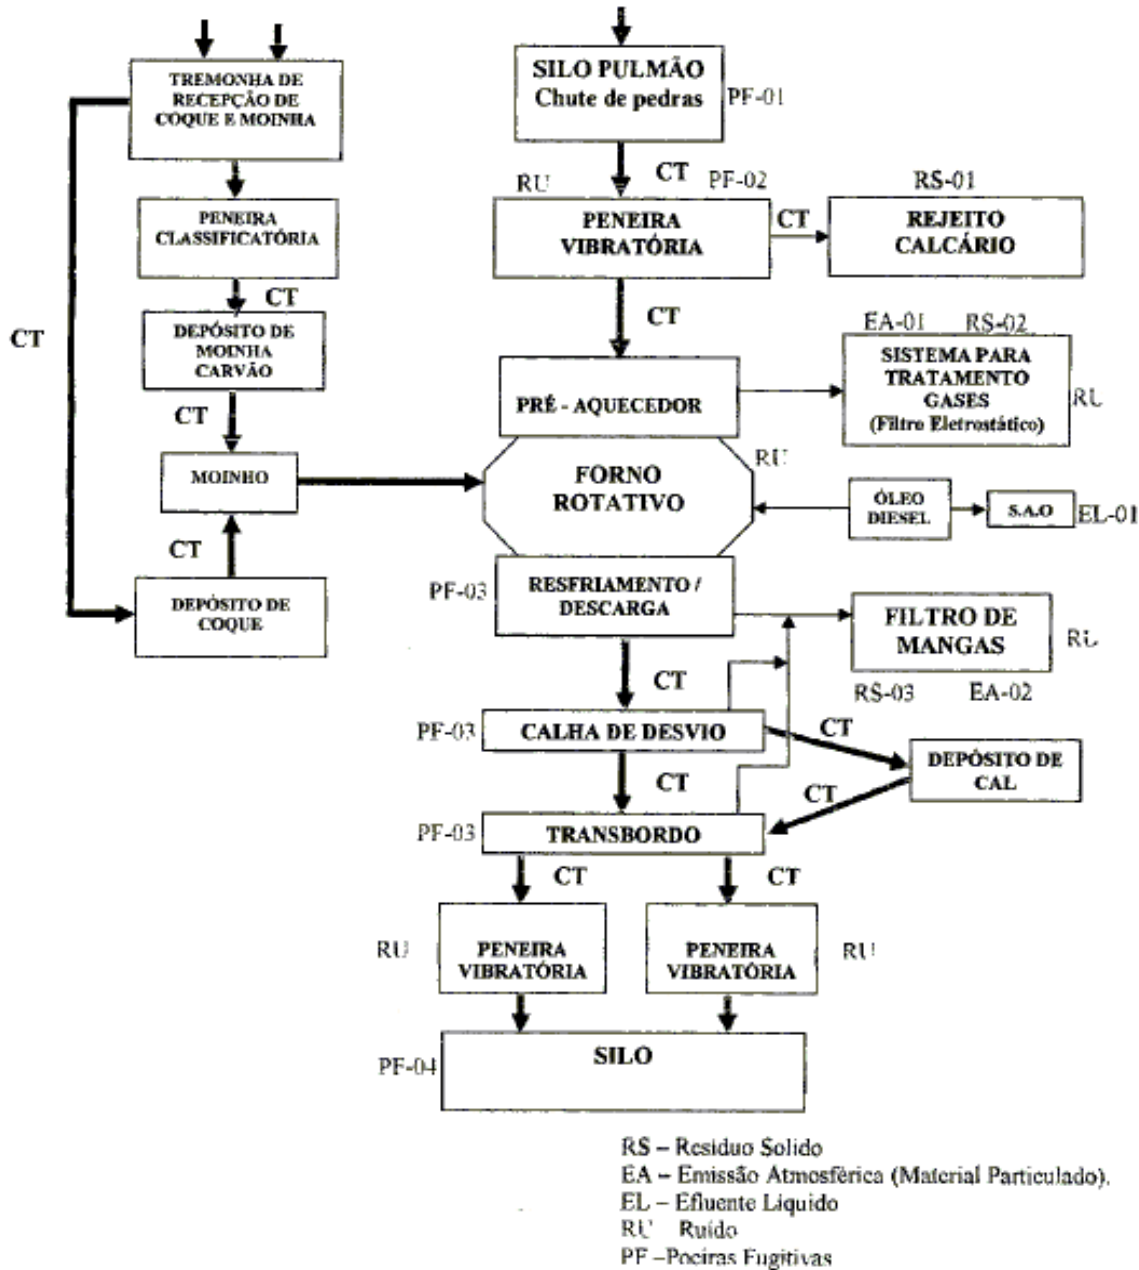 TREMONHA DE
RECEPÇÃO DE
COQUE E MOINHA
SILO PULMÃO
Chute de pedras
PF-01
CT
RU
PF-02
RS-01
PENEIRA
CLASSIFICATÓRIA
PENEIRA
VIBRATÓRIA
CT
REJEITO
CALCÁRIO
CT
CT
CT
DEPÓSITO DE
MOINHA
CARVÃO
EA-01
RS-02
SISTEMA PARA
TRATAMENTO
GASES
(Filtro Eletrostático)
RU
CT
PRÉ - AQUECEDOR
MOINHO
FORNO
ROTATIVO
RU
ÓLEO
DIESEL
S.A.O
EL-01
CT
DEPÓSITO DE
COQUE
PF-03
RESFRIAMENTO /
DESCARGA
FILTRO DE
MANGAS
RU
RS-03
EA-02
CT
PF-03
CALHA DE DESVIO
CT
DEPÓSITO DE
CAL
CT
CT
PF-03
TRANSBORDO
CT
CT
RU
PENEIRA
VIBRATÓRIA
PENEIRA
VIBRATÓRIA
RU
PF-04
SILO
RS – Residuo Solido
EA – Emissão Atmosférica (Material Particulado).
EL – Efluente Líquido
RU Ruído
PF –Poeiras Fugitivas